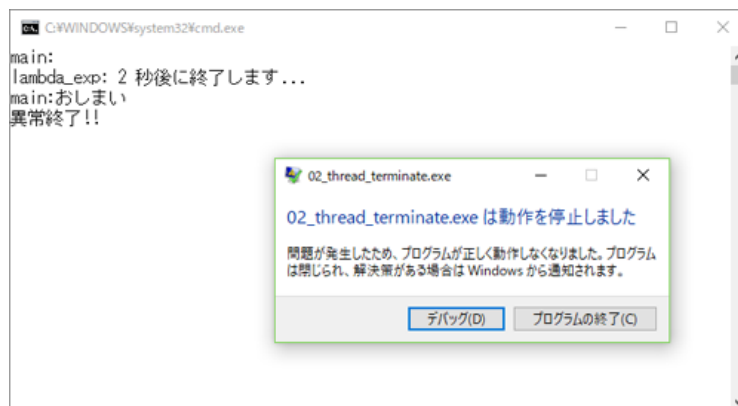 C:¥WINDOWS¥system32¥cmd.exe
main:
lambda_exp: 2 秒後に終了します...
main:おしまい
異常終了!!
02_thread_terminate.exe
02_thread_terminate.exe は動作を停止しました
問題が発生したため、プログラムが正しく動作しなくなりました。プログラム
は閉じられ、解決策がある場合は Windows から通知されます。
デバッグ(D)
プログラムの終了(C)